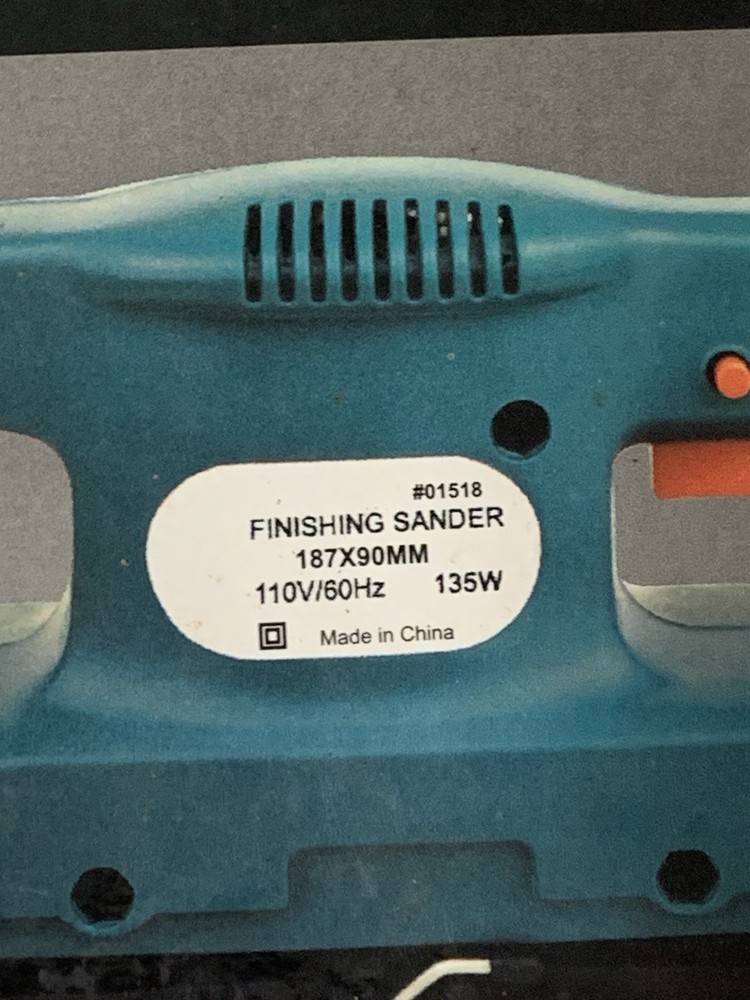 #01518
FINISHING SANDER
187X90MM
110V/60Hz 135W
Made in China